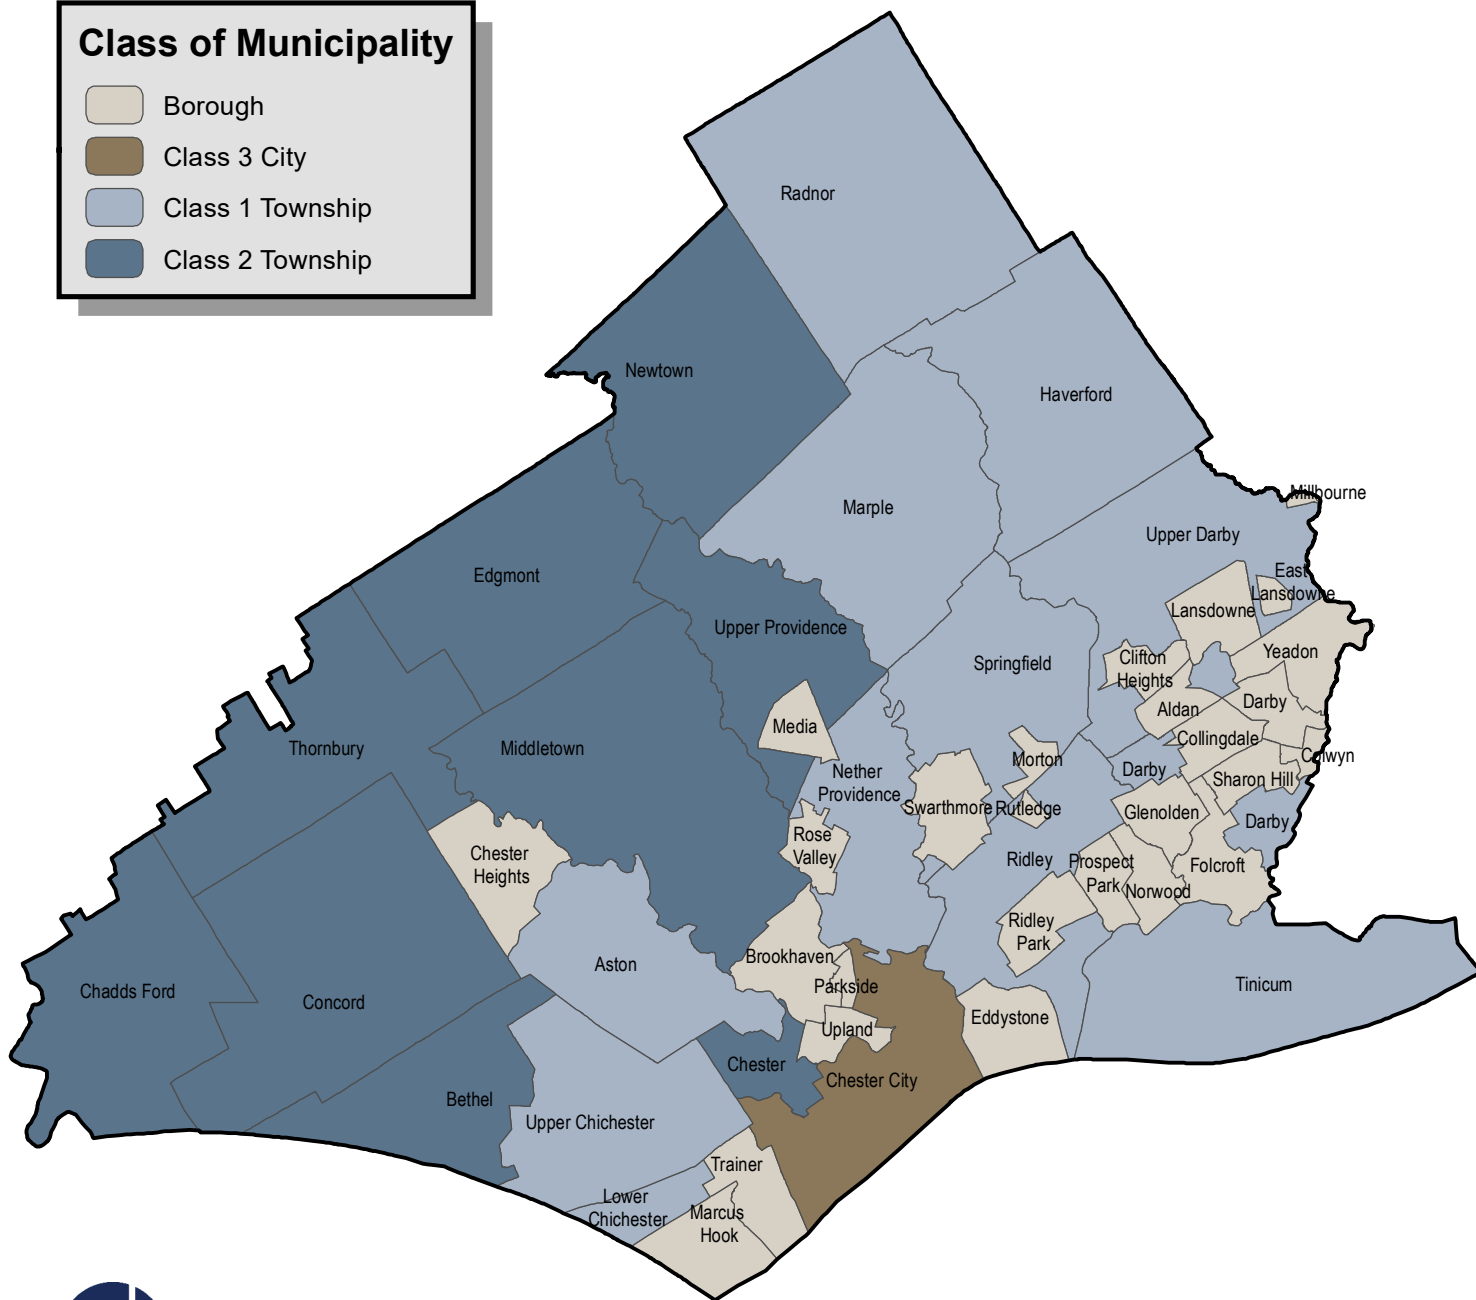 Class of Municipality
Borough
Class 3 City
Class 1 Township
Class 2 Township
Radnor
Newtown
Haverford
Millbourne
Marple
Upper Darby
East
Lansdowne
Edgmont
Lansdowne
Upper Providence
Springfield
Clifton
Heights
Yeadon
Aldan
Darby
Media
Collingdale
Thornbury
Middletown
Morton
Colwyn
Nether
Providence
Darby
Sharon Hill
Swarthmore
Rutledge
Glenolden
Darby
Rose
Valley
Chester
Heights
Ridley
Prospect
Park
Norwood
Folcroft
Ridley
Park
Brookhaven
Aston
Parkside
Tinicum
Chadds Ford
Concord
Eddystone
Upland
Chester
Chester City
Bethel
Upper Chichester
Trainer
Lower
Chichester
Marcus
Hook